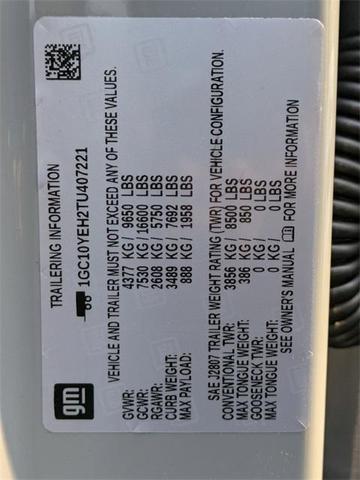 gm
TRAILERING INFORMATION
1GC10YEH2TU407221
VEHICLE AND TRAILER MUST NOT EXCEED ANY OF THESE VALUES.
GVWR: 4377 KG / 9650 LBS
GCWR: 7530 KG / 16600 LBS
RGAWR: 2608 KG / 5750 LBS
CURB WEIGHT: 3489 KG / 7692 LBS
MAX PAYLOAD: 888 KG / 1958 LBS
SAE J2807 TRAILER WEIGHT RATING (TWR) FOR VEHICLE CONFIGURATION.
CONVENTIONAL TWR: 3856 KG / 8500 LBS
MAX TONGUE WEIGHT: 386 KG / 850 LBS
GOOSENECK TWR: 0 KG / 0 LBS
MAX TONGUE WEIGHT: 0 KG / 0 LBS
SEE OWNER'S MANUAL FOR MORE INFORMATION